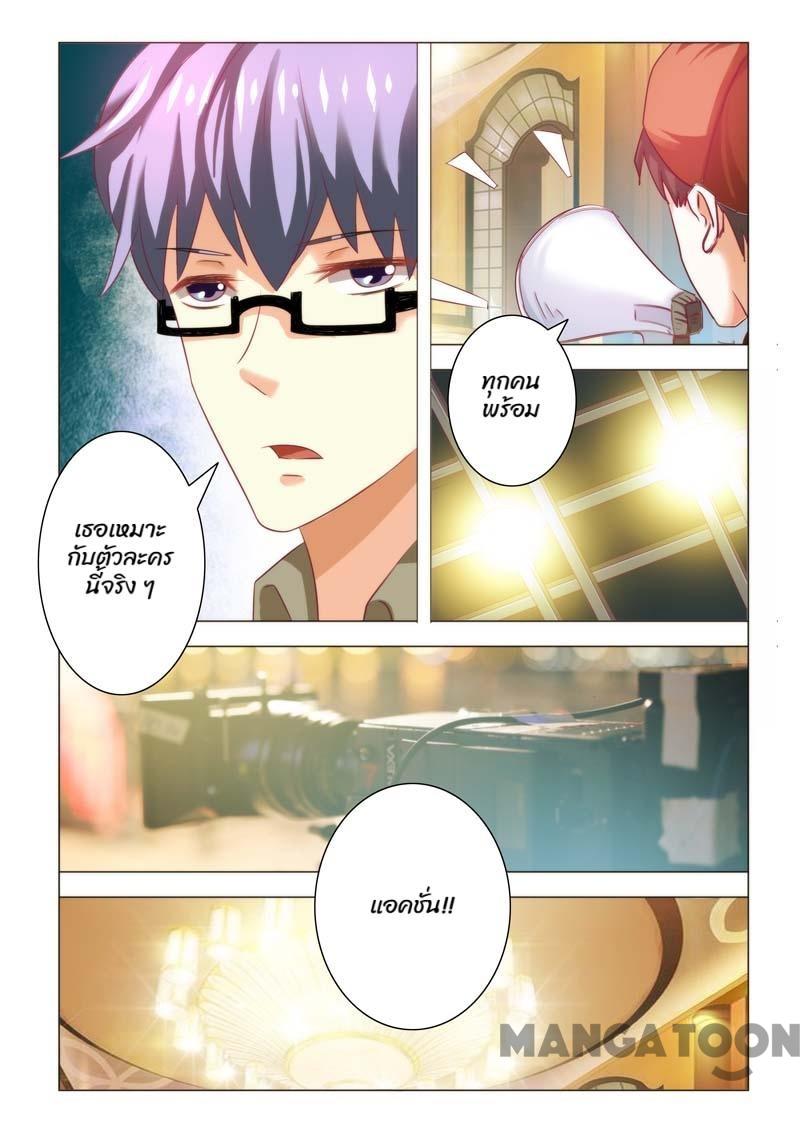 เธอเหมาะ
กับตัวละคร
นี้จริง ๆ
ทุกคน
พร้อม
แอคชั่น!!
MANGATOON